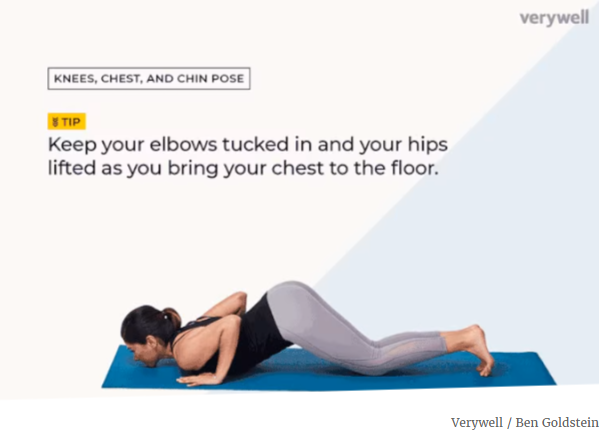 verywell
KNEES, CHEST, AND CHIN POSE
TIP
Keep your elbows tucked in and your hips
lifted as you bring your chest to the floor.
Verywell / Ben Goldstein